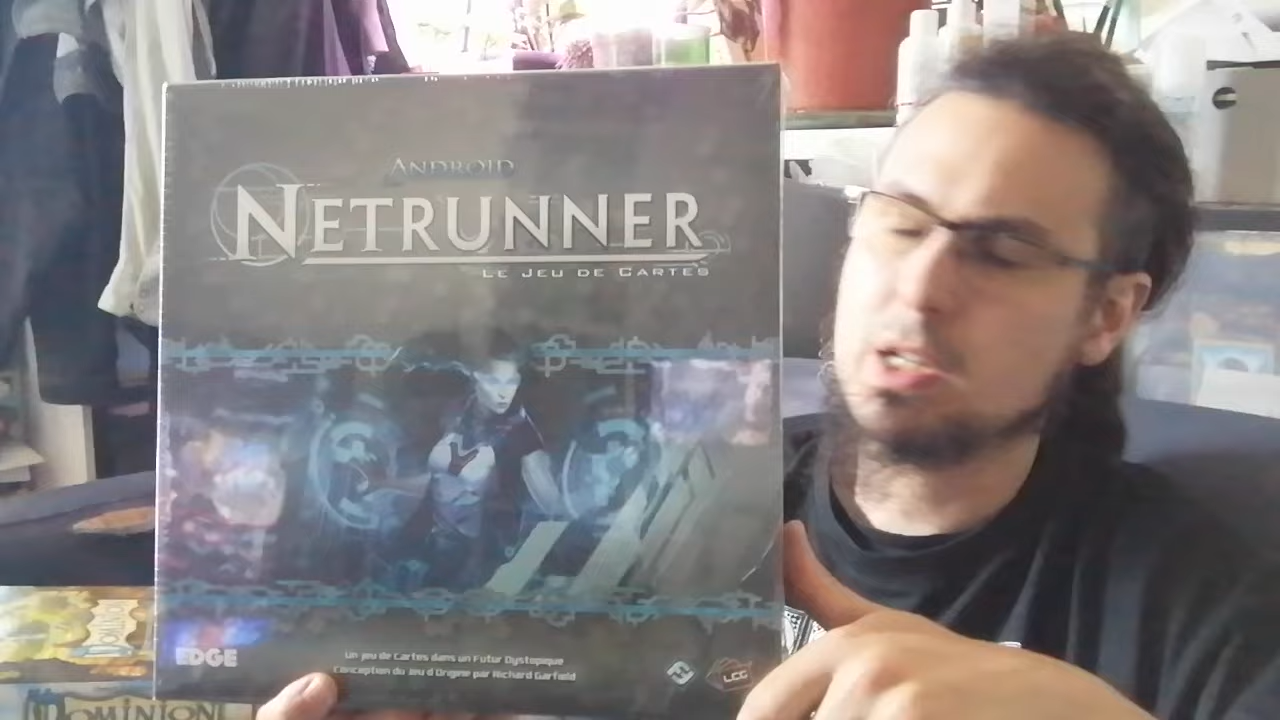 ANDROID
NETRUNNER
LE JEU DE CARTES
EDGE
Un jeu de Cartes dans un Futur Dystopique
Conception du Jeu d'Origine par Richard Garfield
LCG
DOMINION
DOMINION